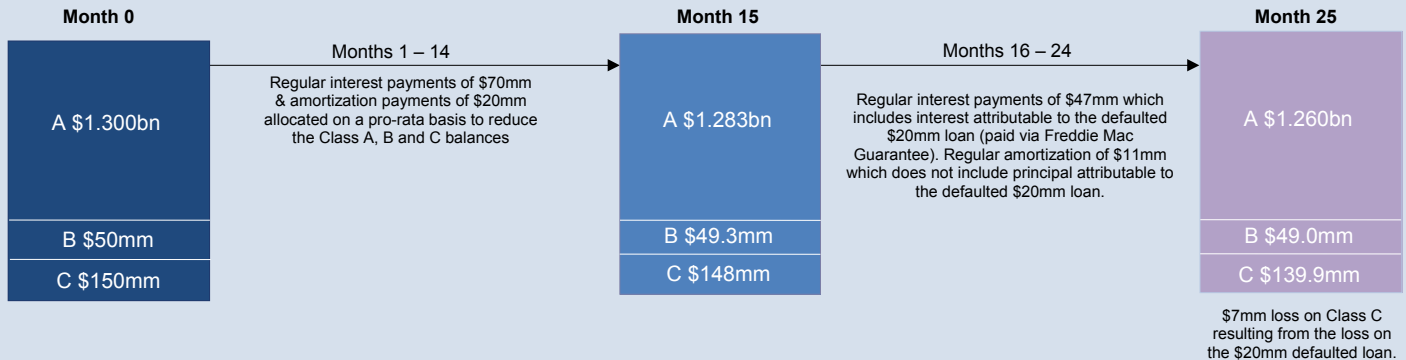 Month 0
Month 15
Month 25
Months 1 – 14
Regular interest payments of $70mm
& amortization payments of $20mm
allocated on a pro-rata basis to reduce
the Class A, B and C balances
Months 16 – 24
Regular interest payments of $47mm which
includes interest attributable to the defaulted
$20mm loan (paid via Freddie Mac
Guarantee). Regular amortization of $11mm
which does not include principal attributable to
the defaulted $20mm loan.
A $1.300bn
B $50mm
C $150mm
A $1.283bn
B $49.3mm
C $148mm
A $1.260bn
B $49.0mm
C $139.9mm
$7mm loss on Class C
resulting from the loss on
the $20mm defaulted loan.